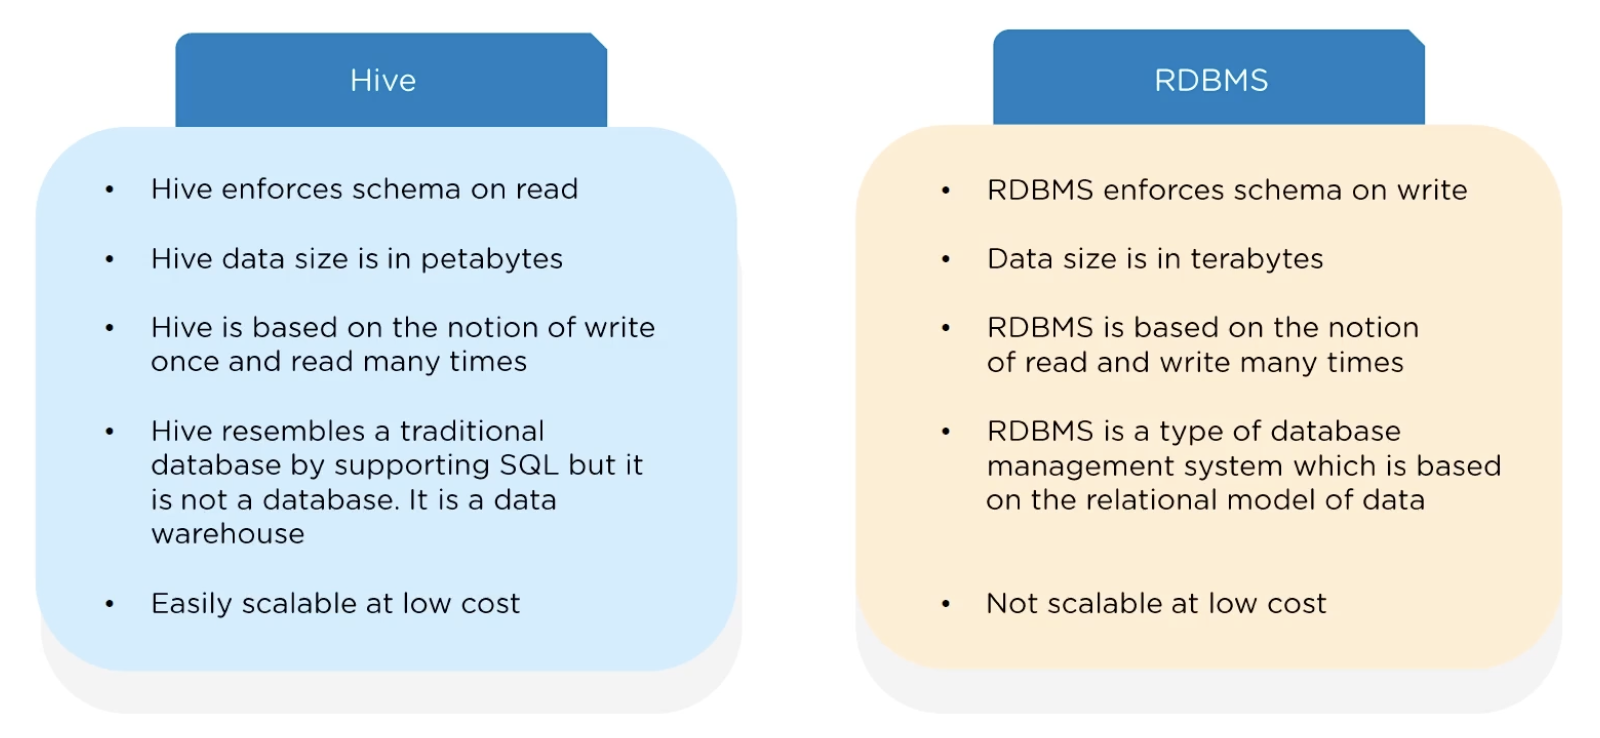 Hive
• Hive enforces schema on read
• Hive data size is in petabytes
• Hive is based on the notion of write
once and read many times
• Hive resembles a traditional
database by supporting SQL but it
is not a database. It is a data
warehouse
• Easily scalable at low cost
RDBMS
• RDBMS enforces schema on write
• Data size is in terabytes
• RDBMS is based on the notion
of read and write many times
• RDBMS is a type of database
management system which is based
on the relational model of data
• Not scalable at low cost